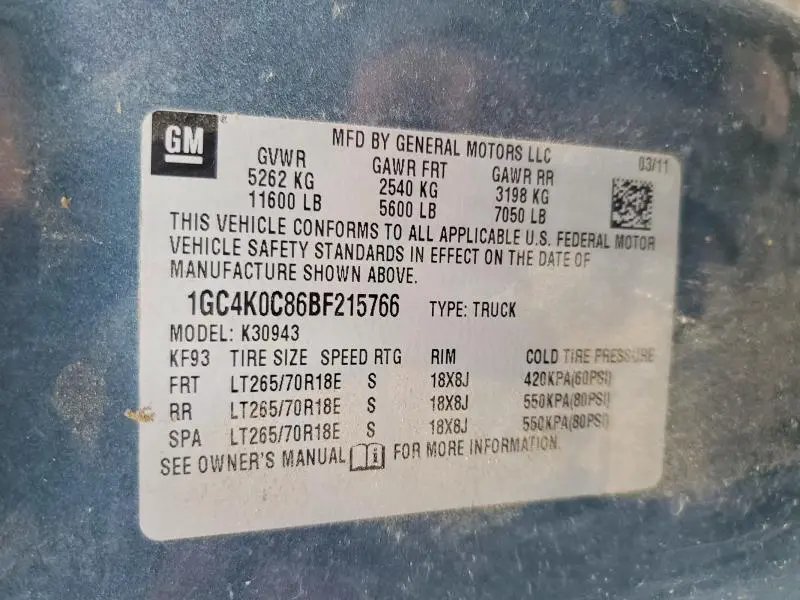 GM MFD BY GENERAL MOTORS LLC 03/11
GVWR GAWR FRT GAWR RR
5262 KG 2540 KG 3198 KG
11600 LB 5600 LB 7050 LB
THIS VEHICLE CONFORMS TO ALL APPLICABLE U.S. FEDERAL MOTOR
VEHICLE SAFETY STANDARDS IN EFFECT ON THE DATE OF
MANUFACTURE SHOWN ABOVE.
1GC4K0C86BF215766 TYPE: TRUCK
MODEL: K30943
KF93 TIRE SIZE SPEED RTG RIM COLD TIRE PRESSURE
FRT LT265/70R18E S 18X8J 420KPA(60PSI)
RR LT265/70R18E S 18X8J 550KPA(80PSI)
SPA LT265/70R18E S 18X8J 550KPA(80PSI)
SEE OWNER'S MANUAL FOR MORE INFORMATION.